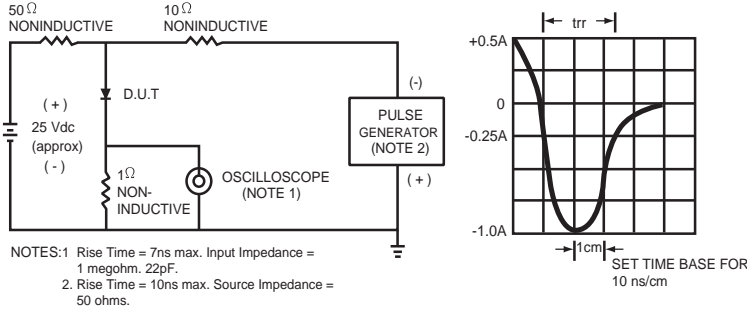 50Ω
NONINDUCTIVE
10Ω
NONINDUCTIVE
(+)
25 Vdc
(approx)
(-)
D.U.T
1Ω
NON-
INDUCTIVE
OSCILLOSCOPE
(NOTE 1)
(-)
PULSE
GENERATOR
(NOTE 2)
(+)
NOTES:1 Rise Time = 7ns max. Input Impedance =
1 megohm. 22pF.
2. Rise Time = 10ns max. Source Impedance =
50 ohms.
trr
+0.5A
0
-0.25A
-1.0A
1cm
SET TIME BASE FOR
10 ns/cm